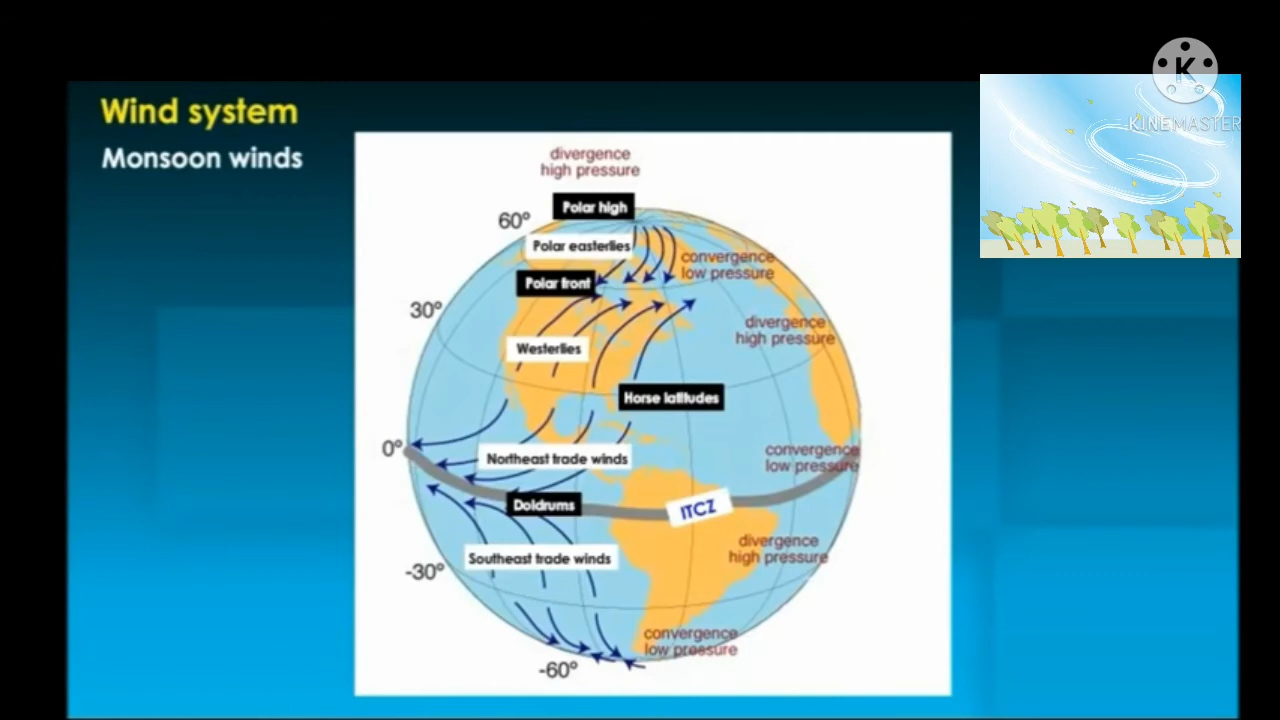 Wind system
Monsoon winds
K
KINEMASTER
divergence
high pressure
Polar high
60°
Polar easterlies
convergence
low pressure
Polar front
30°
divergence
high pressure
Westerlies
Horse latitudes
0°
convergence
low pressure
Northeast trade winds
Doldrums
ITCZ
divergence
high pressure
Southeast trade winds
-30°
convergence
low pressure
-60°